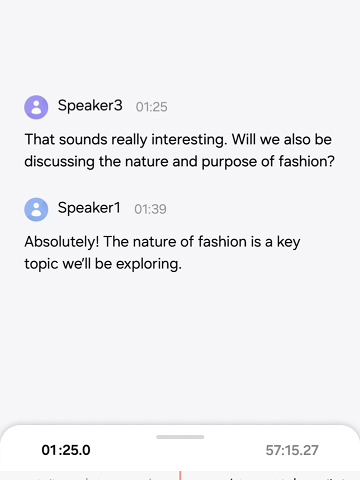 Speaker3 01:25
That sounds really interesting. Will we also be
discussing the nature and purpose of fashion?
Speaker1 01:39
Absolutely! The nature of fashion is a key
topic we'll be exploring.
01:25.0 57:15.27